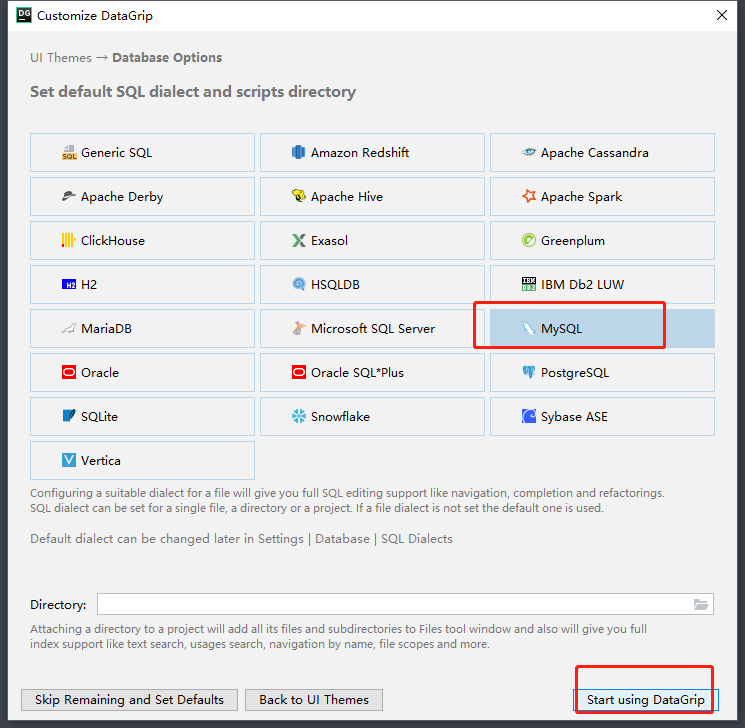 Customize DataGrip
UI Themes → Database Options
Set default SQL dialect and scripts directory
Generic SQL
Amazon Redshift
Apache Cassandra
Apache Derby
Apache Hive
Apache Spark
ClickHouse
Exasol
Greenplum
H2
HSQLDB
IBM Db2 LUW
MariaDB
Microsoft SQL Server
MySQL
Oracle
Oracle SQL*Plus
PostgreSQL
SQLite
Snowflake
Sybase ASE
Vertica
Configuring a suitable dialect for a file will give you full SQL editing support like navigation, completion and refactorings.
SQL dialect can be set for a single file, a directory or a project. If a file dialect is not set the default one is used.
Default dialect can be changed later in Settings | Database | SQL Dialects
Directory:
Attaching a directory to a project will add all its files and subdirectories to Files tool window and also will give you full
index support like text search, usages search, navigation by name, file scopes and more.
Skip Remaining and Set Defaults
Back to UI Themes
Start using DataGrip